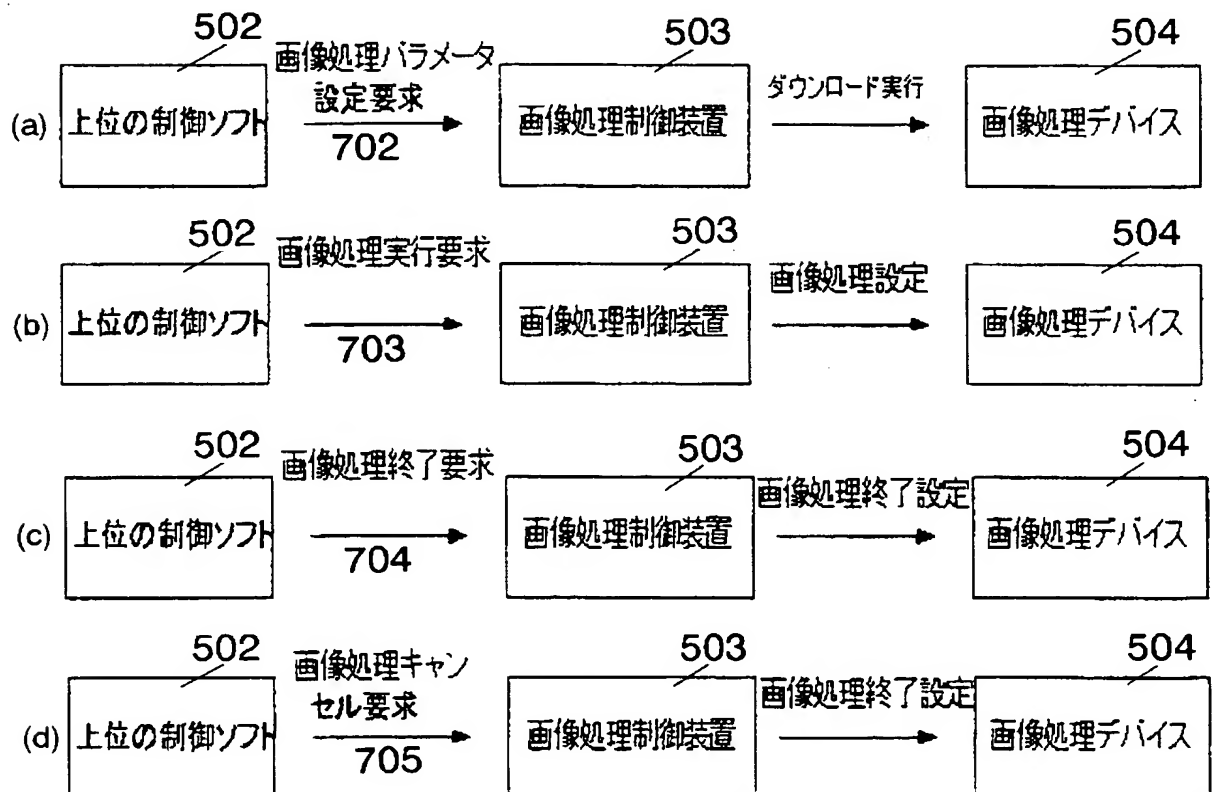 502
503
504
画像処理パラメータ
設定要求
ダウンロード実行
(a)
上位の制御ソフト
702
画像処理制御装置
画像処理デバイス
502
503
504
画像処理実行要求
画像処理設定
(b)
上位の制御ソフト
703
画像処理制御装置
画像処理デバイス
502
503
504
画像処理終了要求
画像処理終了設定
(c)
上位の制御ソフト
704
画像処理制御装置
画像処理デバイス
502
503
504
画像処理キャン
セル要求
画像処理終了設定
(d)
上位の制御ソフト
705
画像処理制御装置
画像処理デバイス